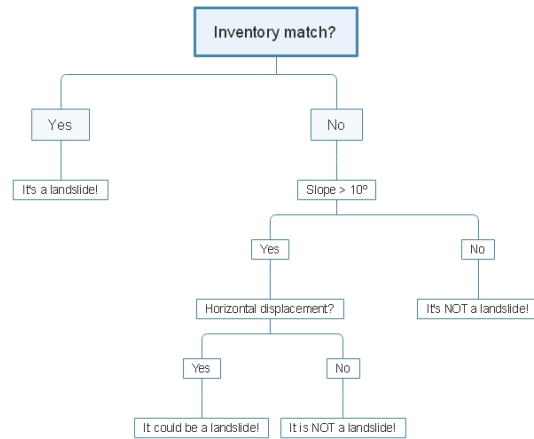 Inventory match?
Yes
No
It's a landslide!
Slope > 10º
Yes
No
Horizontal displacement?
It's NOT a landslide!
Yes
No
It could be a landslide!
It is NOT a landslide!